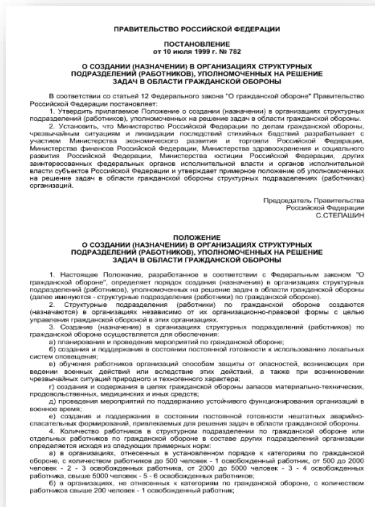 ПРАВИТЕЛЬСТВО РОССИЙСКОЙ ФЕДЕРАЦИИ
ПОСТАНОВЛЕНИЕ
от 10 июля 1999 г. № 782
О СОЗДАНИИ (НАЗНАЧЕНИИ) В ОРГАНИЗАЦИЯХ СТРУКТУРНЫХ
ПОДРАЗДЕЛЕНИЙ (РАБОТНИКОВ), УПОЛНОМОЧЕННЫХ НА РЕШЕНИЕ
ЗАДАЧ В ОБЛАСТИ ГРАЖДАНСКОЙ ОБОРОНЫ
В соответствии со статьей 12 Федерального закона "О гражданской обороне" Правительство
Российской Федерации постановляет:
1. Утвердить прилагаемое Положение о создании (назначении) в организациях структурных
подразделений (работников), уполномоченных на решение задач в области гражданской обороны.
2. Установить, что Министерство Российской Федерации по делам гражданской обороны,
чрезвычайным ситуациям и ликвидации последствий стихийных бедствий разрабатывает с
участием Министерства экономического развития и торговли Российской Федерации,
Министерства финансов Российской Федерации, Министерства здравоохранения и социального
развития Российской Федерации, Министерства юстиции Российской Федерации, других
заинтересованных федеральных органов исполнительной власти и органов исполнительной
власти субъектов Российской Федерации и утверждает примерное положение об уполномоченных
на решение задач в области гражданской обороны структурных подразделениях (работниках)
организаций.
Председатель Правительства
Российской Федерации
С.СТЕПАШИН
ПОЛОЖЕНИЕ
О СОЗДАНИИ (НАЗНАЧЕНИИ) В ОРГАНИЗАЦИЯХ СТРУКТУРНЫХ
ПОДРАЗДЕЛЕНИЙ (РАБОТНИКОВ), УПОЛНОМОЧЕННЫХ НА РЕШЕНИЕ
ЗАДАЧ В ОБЛАСТИ ГРАЖДАНСКОЙ ОБОРОНЫ
1. Настоящее Положение, разработанное в соответствии с Федеральным законом "О
гражданской обороне", определяет порядок создания (назначения) в организациях структурных
подразделений (работников), уполномоченных на решение задач в области гражданской обороны
(далее именуются - структурные подразделения (работники) по гражданской обороне).
2. Структурные подразделения (работники) по гражданской обороне создаются
(назначаются) в организациях независимо от их организационно-правовой формы с целью
управления гражданской обороной в этих организациях.
3. Создание (назначение) в организациях структурных подразделений (работников) по
гражданской обороне осуществляется для обеспечения:
а) планирования и проведения мероприятий по гражданской обороне;
б) создания и поддержания в состоянии постоянной готовности к использованию локальных
систем оповещения;
в) обучения работников организаций способам защиты от опасностей, возникающих при
ведении военных действий или вследствие этих действий, а также при возникновении
чрезвычайных ситуаций природного и техногенного характера;
г) создания и содержания в целях гражданской обороны запасов материально-технических,
продовольственных, медицинских и иных средств;
д) проведения мероприятий по поддержанию устойчивого функционирования организаций в
военное время;
е) создания и поддержания в состоянии постоянной готовности нештатных аварийно-
спасательных формирований, привлекаемых для решения задач в области гражданской обороны.
4. Количество работников в структурном подразделении по гражданской обороне или
отдельных работников по гражданской обороне в составе других подразделений организации
определяется исходя из следующих примерных норм:
а) в организациях, отнесенных в установленном порядке к категориям по гражданской
обороне, с количеством работников до 500 человек - 1 освобожденный работник, от 500 до 2000
человек - 2 - 3 освобожденных работника, от 2000 до 5000 человек - 3 - 4 освобожденных
работника, свыше 5000 человек - 5 - 6 освобожденных работников;
б) в организациях, не отнесенных к категориям по гражданской обороне, с количеством
работников свыше 200 человек - 1 освобожденный работник;